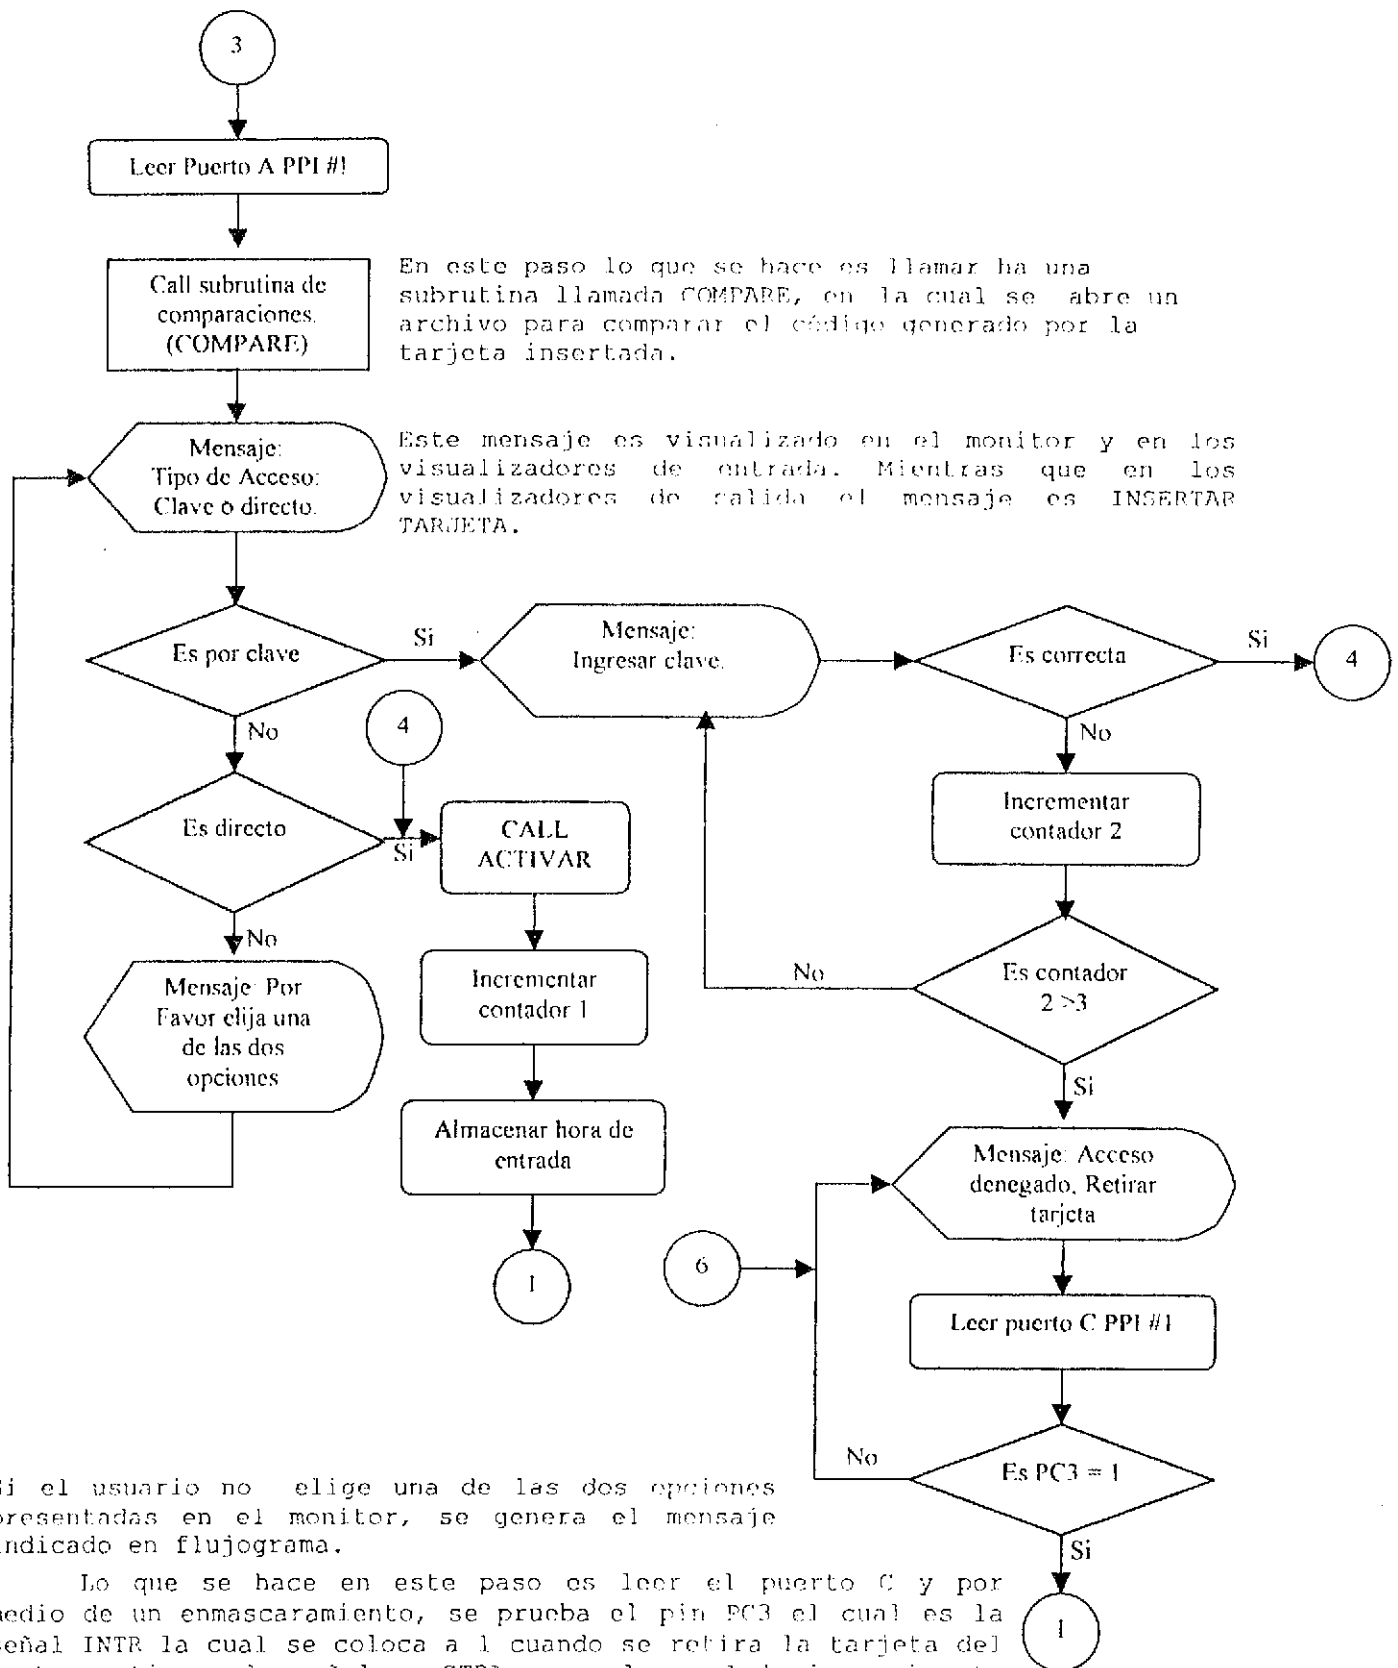 3
Leer Puerto A PPI #1
Call subrutina de
comparaciones.
(COMPARE)
En este paso lo que se hace es llamar ha una
subrutina llamada COMPARE, en la cual se abre un
archivo para comparar el código generado por la
tarjeta insertada.
Mensaje:
Tipo de Acceso:
Clave o directo.
Este mensaje es visualizado en el monitor y en los
visualizadores de entrada. Mientras que en los
visualizadores de salida el mensaje es INSERTAR
TARJETA.
Es por clave
Si
Mensaje:
Ingresar clave.
Es correcta
Si
4
No
4
No
Es directo
Si
CALL
ACTIVAR
Incrementar
contador 2
No
Mensaje: Por
Favor elija una
de las dos
opciones
Incrementar
contador 1
No
Es contador
2 >3
Si
Almacenar hora de
entrada
Mensaje: Acceso
denegado, Retirar
tarjeta
1
6
Leer puerto C PPI #1
No
Es PC3 = 1
Si
1
Si el usuario no elige una de las dos opciones
presentadas en el monitor, se genera el mensaje
indicado en flujograma.
Lo que se hace en este paso es leer el puerto C y por
medio de un enmascaramiento, se prueba el pin PC3 el cual es la
señal INTR la cual se coloca a 1 cuando se retira la tarjeta del